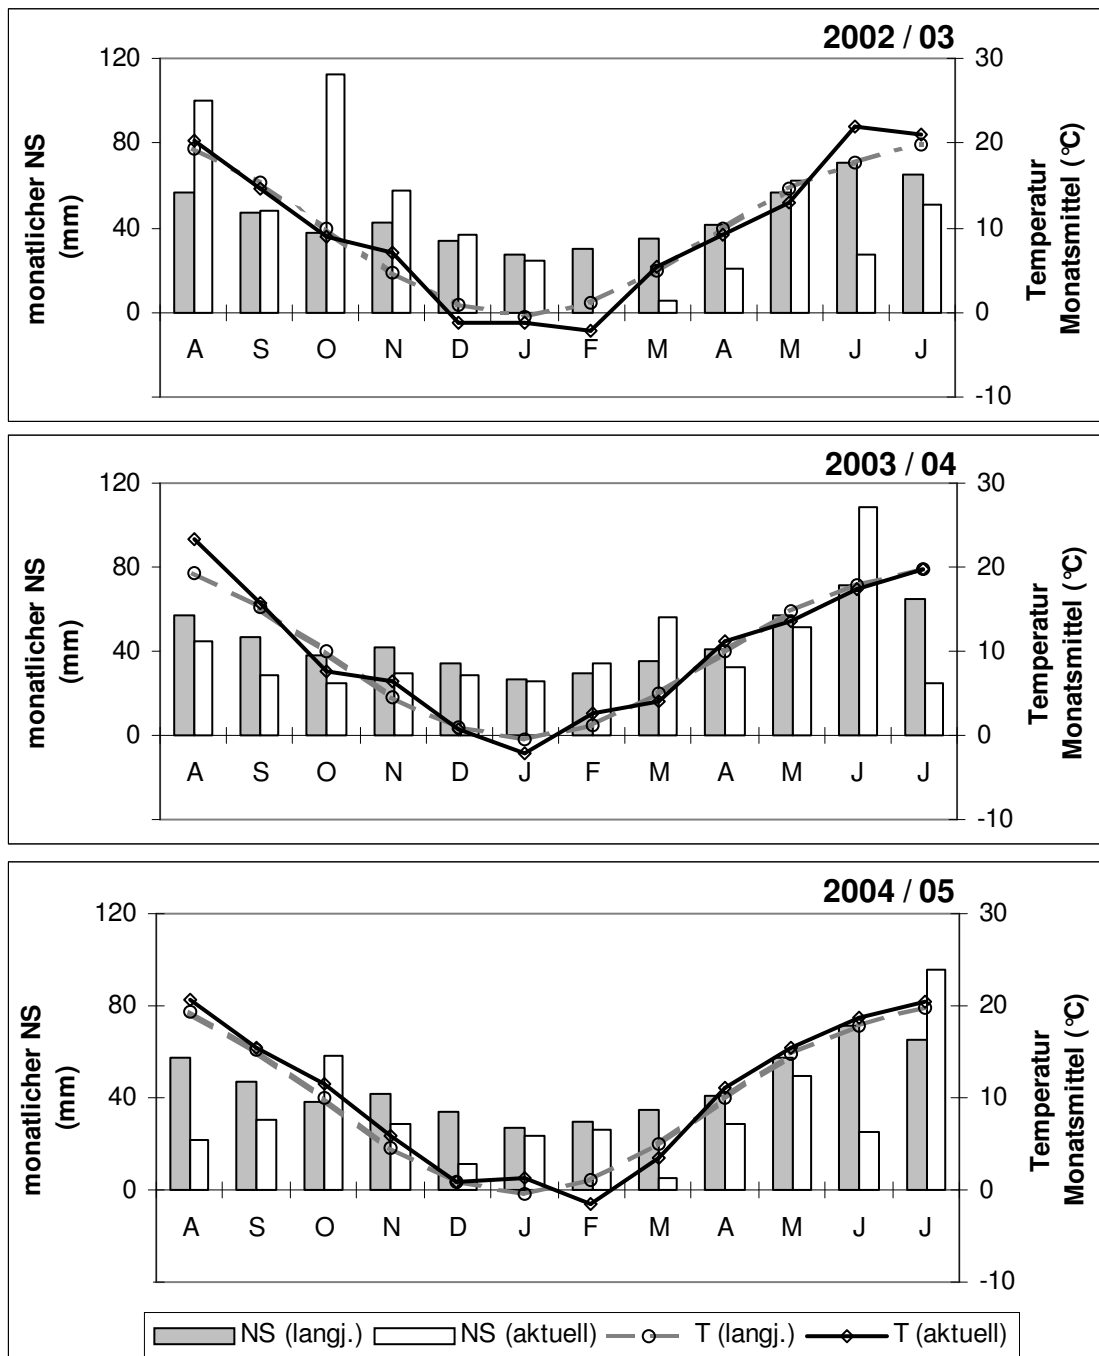 2002 / 03
120
80
40
0
30
20
10
0
-10
monatlicher NS
(mm)
Temperatur
Monatsmittel (°C)
A S O N D J F M A M J J
2003 / 04
120
80
40
0
30
20
10
0
-10
monatlicher NS
(mm)
Temperatur
Monatsmittel (°C)
A S O N D J F M A M J J
2004 / 05
120
80
40
0
30
20
10
0
-10
monatlicher NS
(mm)
Temperatur
Monatsmittel (°C)
A S O N D J F M A M J J
NS (langj.) NS (aktuell) T (langj.) T (aktuell)